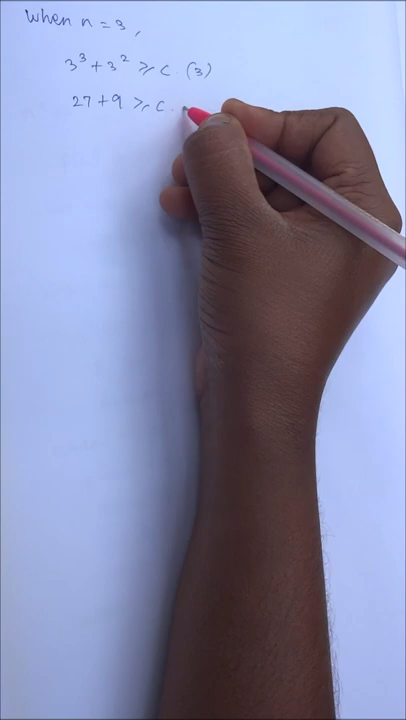 When n = 3,
3³ + 3² ⩾ c. (3)
27 + 9 ⩾ c.